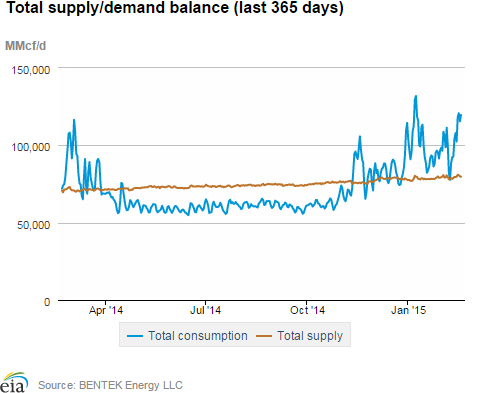 Total supply/demand balance (last 365 days)
MMcf/d
150,000
100,000
50,000
0
Apr '14 Jul '14 Oct '14 Jan '15
Total consumption Total supply
eia Source: BENTEK Energy LLC